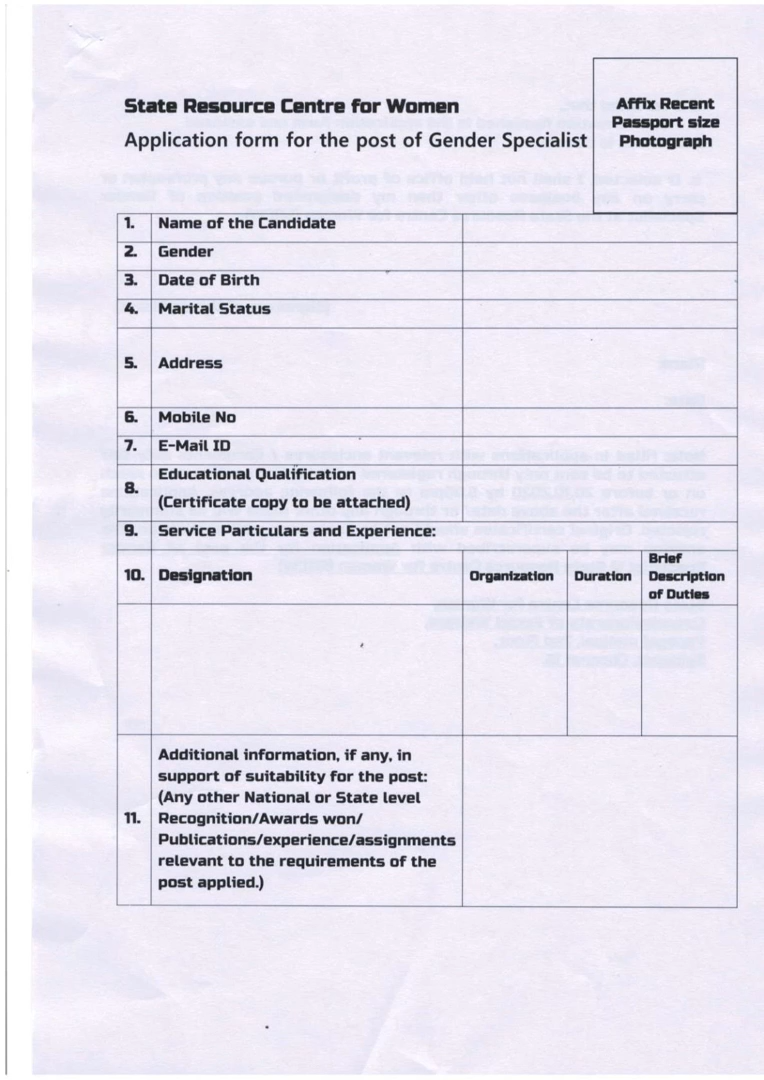 State Resource Centre for Women
Application form for the post of Gender Specialist
Affix Recent
Passport size
Photograph
1. Name of the Candidate
2. Gender
3. Date of Birth
4. Marital Status
5. Address
6. Mobile No
7. E-Mail ID
8. Educational Qualification
(Certificate copy to be attached)
9. Service Particulars and Experience:
10. Designation Organization Duration Brief
Description
of Duties
Additional information, if any, in
support of suitability for the post:
(Any other National or State level
11. Recognition/Awards won/
Publications/experience/assignments
relevant to the requirements of the
post applied.)